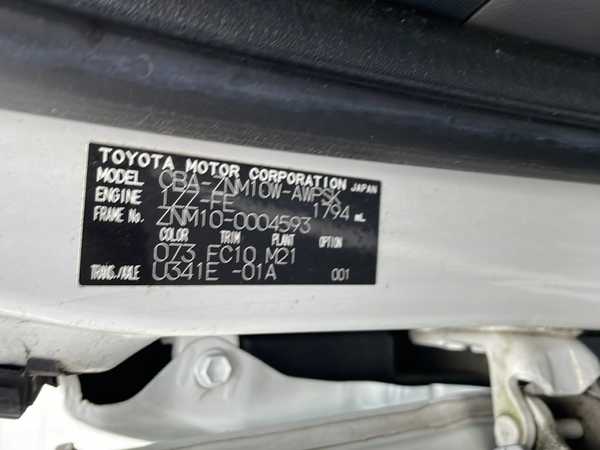 TOYOTA MOTOR CORPORATION JAPAN
MODEL CBA-ZNM10W-AWPSK
ENGINE 1ZZ-FE 1794 mL
FRAME No. ZNM10-0004593
COLOR TRIM PLANT OPTION
073 FC10 M21
TRANS./AXLE U341E -01A 001